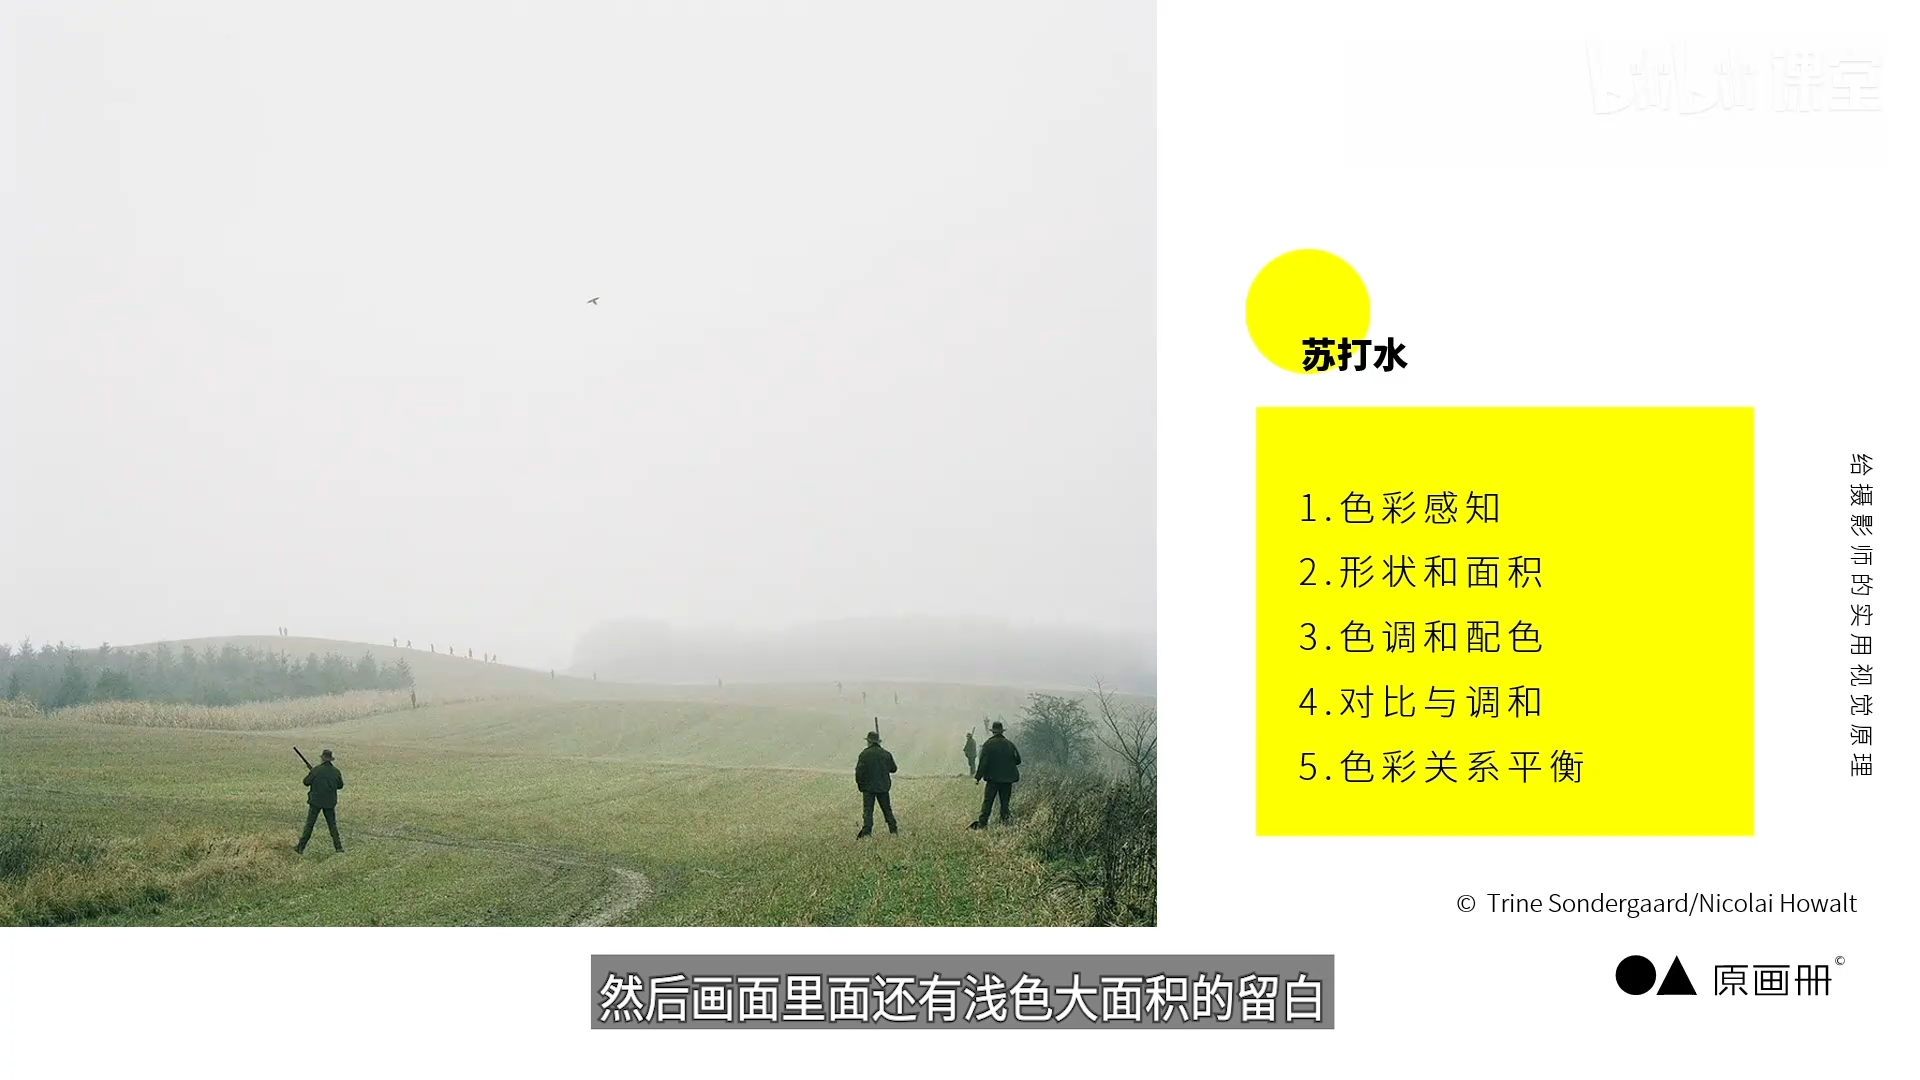 bilibili 课堂
苏打水
1.色彩感知
2.形状和面积
3.色调和配色
4.对比与调和
5.色彩关系平衡
给摄影师的实用视觉原理
© Trine Sondergaard/Nicolai Howalt
原画册©
然后画面里面还有浅色大面积的留白